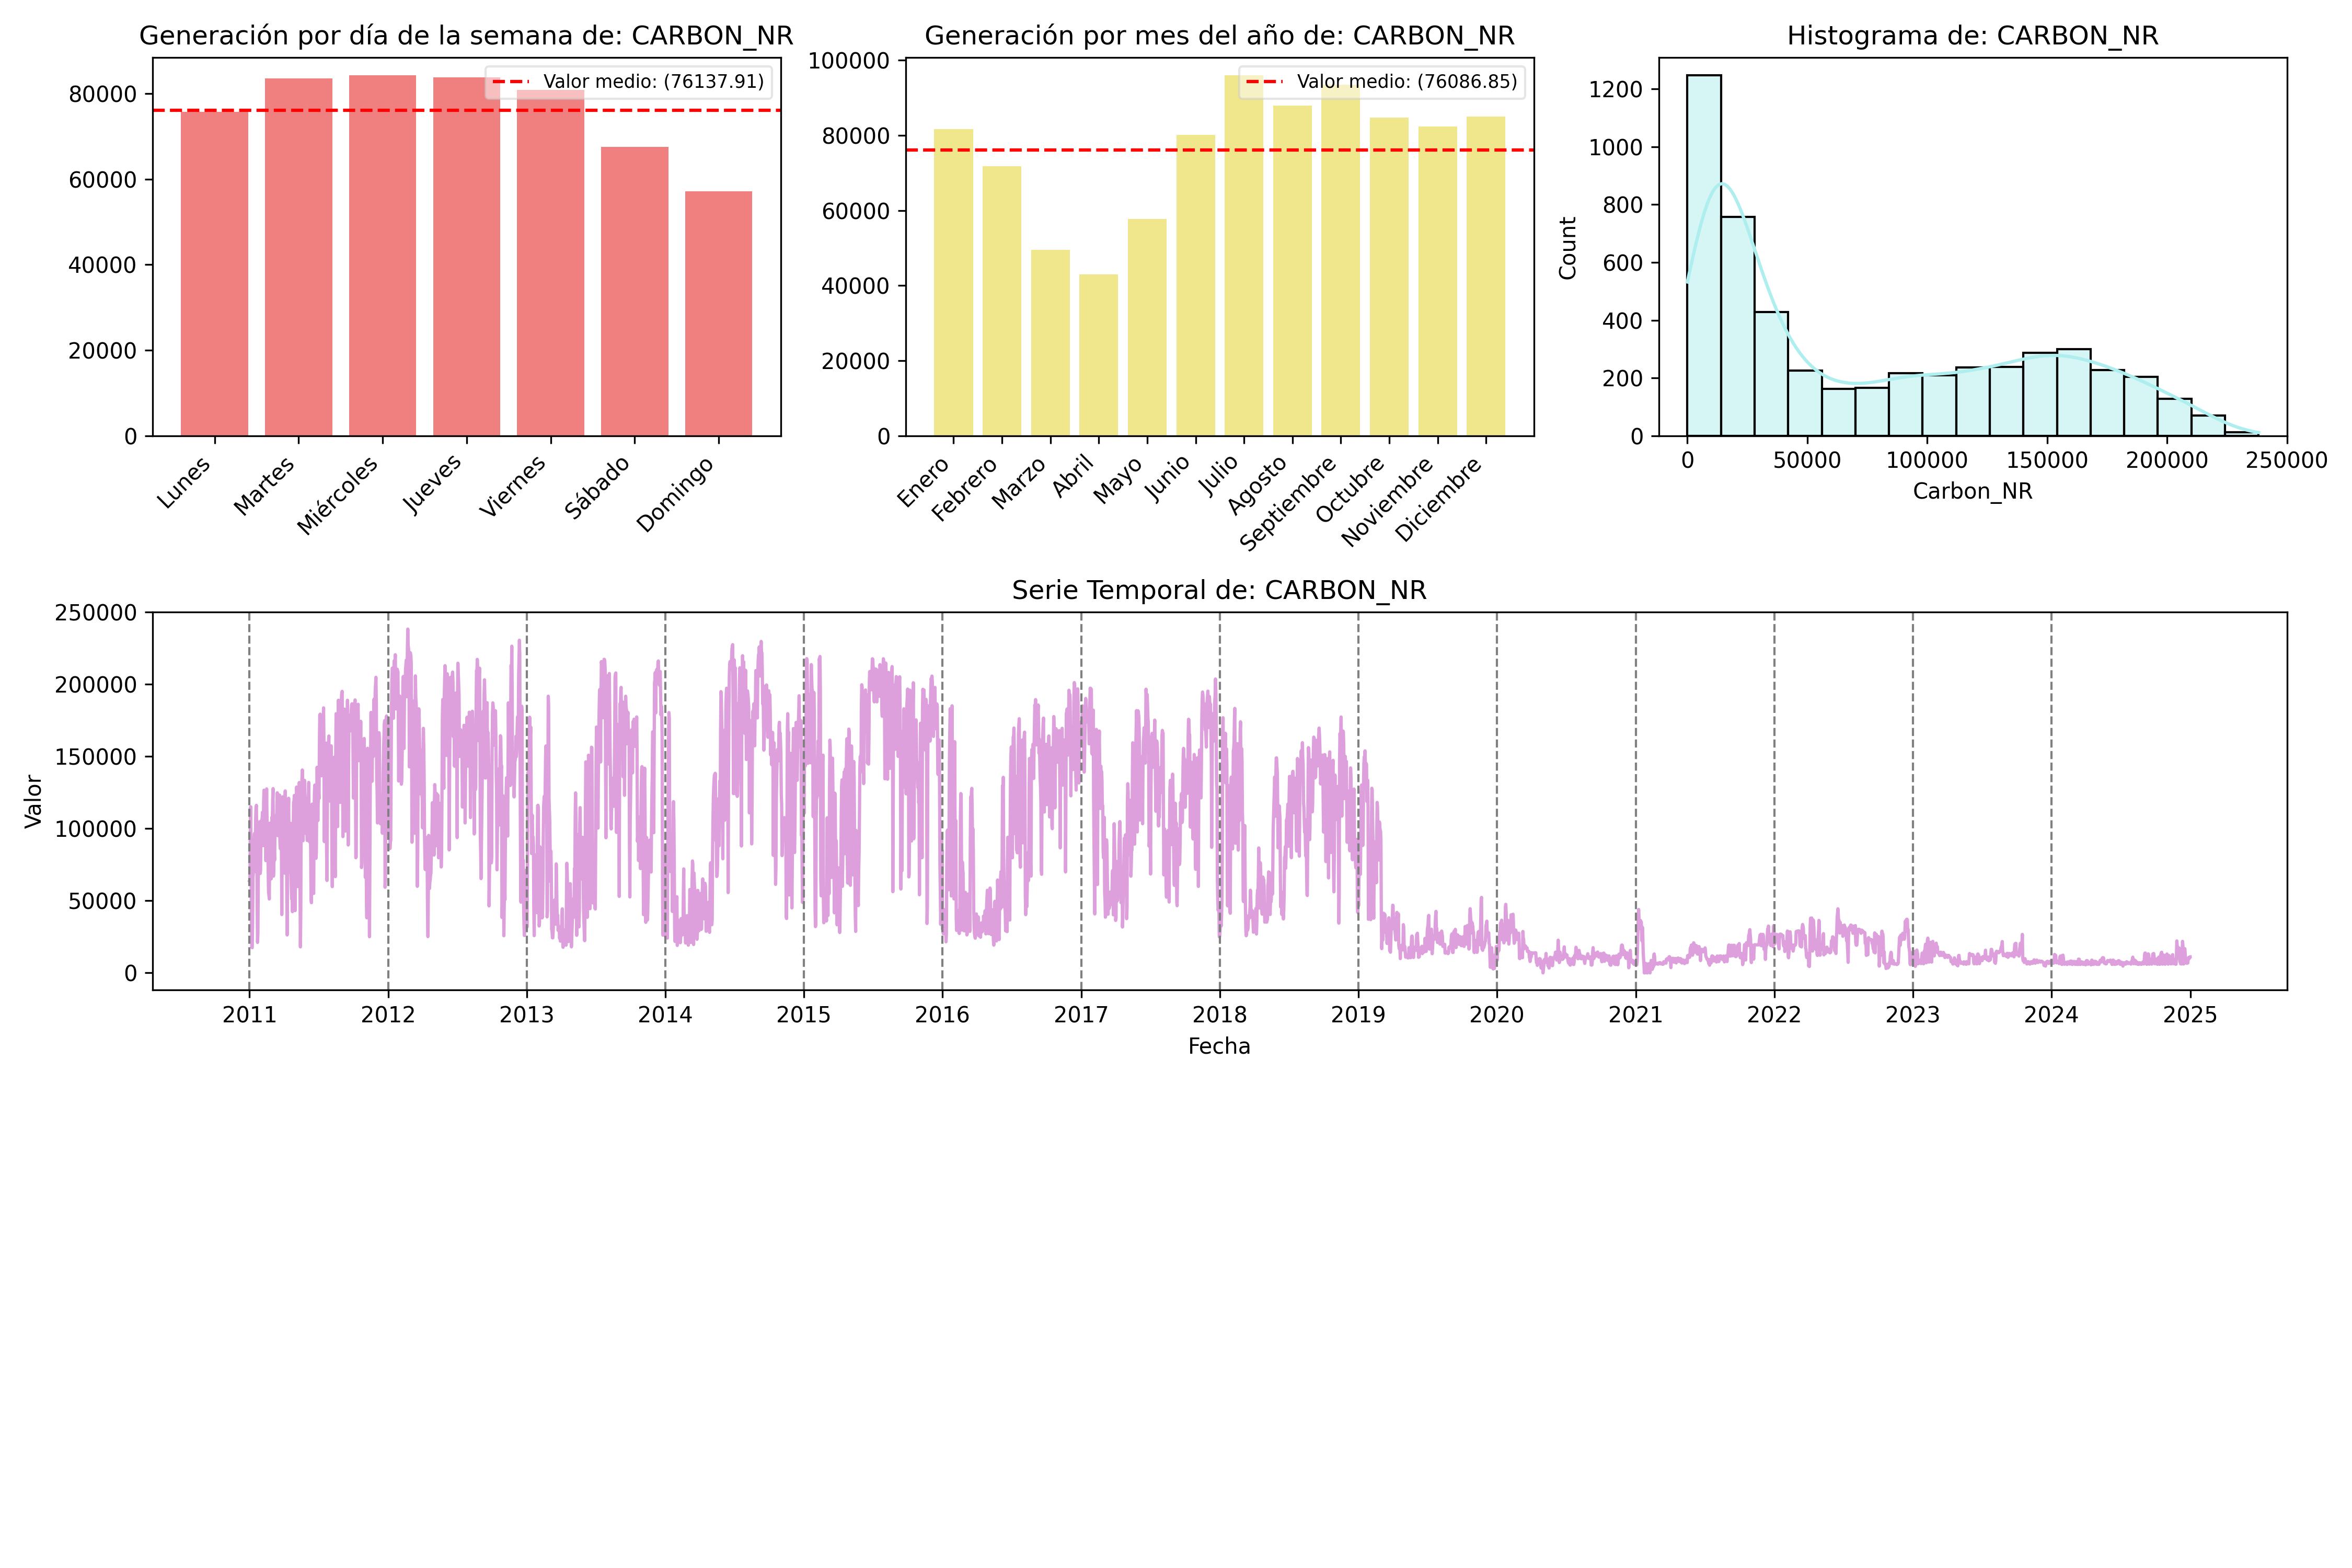 Generación por día de la semana de: CARBON_NR
Valor medio: (76137.91)
80000
60000
40000
20000
0
Lunes
Martes
Miércoles
Jueves
Viernes
Sábado
Domingo
Generación por mes del año de: CARBON_NR
Valor medio: (76086.85)
100000
80000
60000
40000
20000
0
Enero
Febrero
Marzo
Abril
Mayo
Junio
Julio
Agosto
Septiembre
Octubre
Noviembre
Diciembre
Histograma de: CARBON_NR
Count
1200
1000
800
600
400
200
0
0 50000 100000 150000 200000 250000
Carbon_NR
Serie Temporal de: CARBON_NR
Valor
250000
200000
150000
100000
50000
0
2011 2012 2013 2014 2015 2016 2017 2018 2019 2020 2021 2022 2023 2024 2025
Fecha